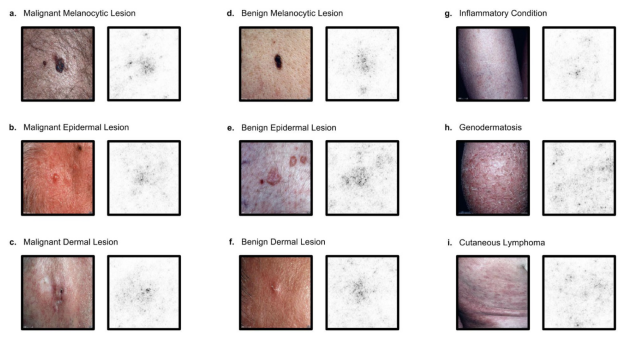 a. Malignant Melanocytic Lesion
d. Benign Melanocytic Lesion
g. Inflammatory Condition
b. Malignant Epidermal Lesion
e. Benign Epidermal Lesion
h. Genodermatosis
c. Malignant Dermal Lesion
f. Benign Dermal Lesion
i. Cutaneous Lymphoma